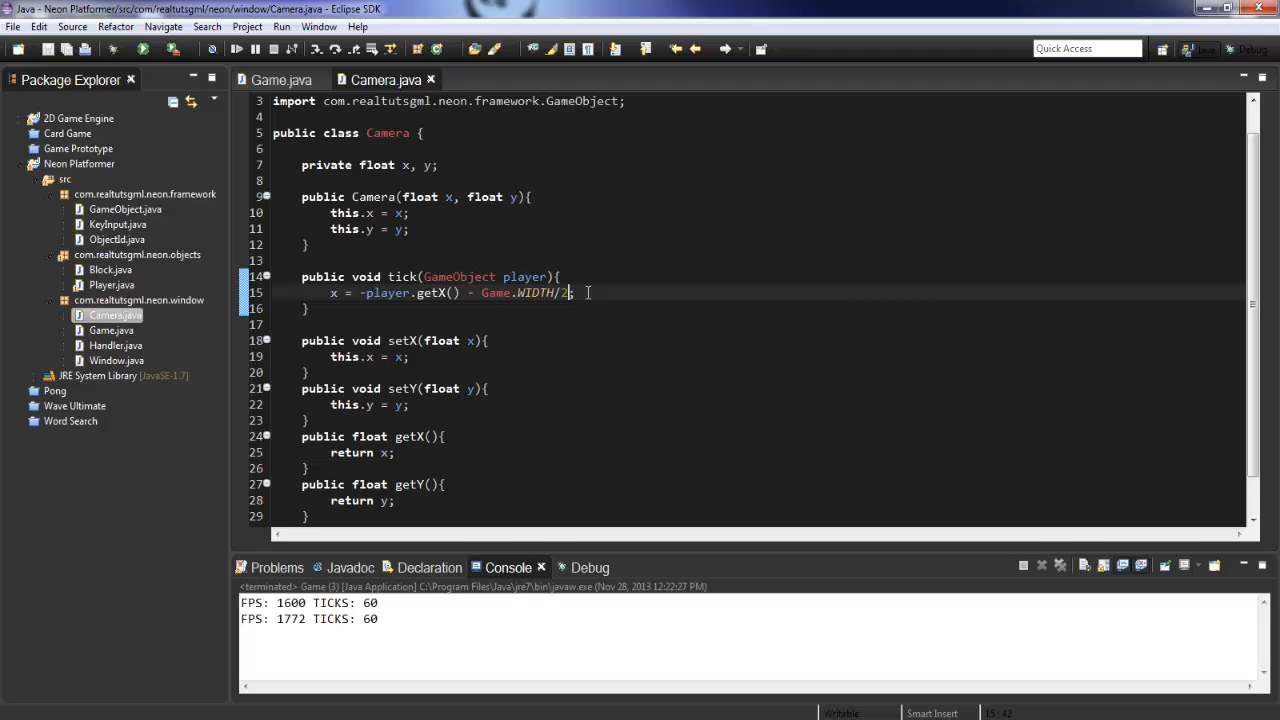 Java - Neon Platformer/src/com/realtutsgml/neon/window/Camera.java - Eclipse SDK
File Edit Source Refactor Navigate Search Project Run Window Help
Quick Access
Java
Debug
Package Explorer
Game.java
Camera.java
2D Game Engine
Card Game
Game Prototype
Neon Platformer
src
com.realtutsgml.neon.framework
GameObject.java
KeyInput.java
ObjectId.java
com.realtutsgml.neon.objects
Block.java
Player.java
com.realtutsgml.neon.window
Camera.java
Game.java
Handler.java
Window.java
JRE System Library [JavaSE-1.7]
Pong
Wave Ultimate
Word Search
3 import com.realtutsgml.neon.framework.GameObject;
4
5 public class Camera {
6
7 private float x, y;
8
9 public Camera(float x, float y){
10 this.x = x;
11 this.y = y;
12 }
13
14 public void tick(GameObject player){
15 x = -player.getX() - Game.WIDTH/2;
16 }
17
18 public void setX(float x){
19 this.x = x;
20 }
21 public void setY(float y){
22 this.y = y;
23 }
24 public float getX(){
25 return x;
26 }
27 public float getY(){
28 return y;
29 }
Problems Javadoc Declaration Console Debug
<terminated> Game (3) [Java Application] C:\Program Files\Java\jre7\bin\javaw.exe (Nov 28, 2013 12:22:27 PM)
FPS: 1600 TICKS: 60
FPS: 1772 TICKS: 60
Writable
Smart Insert
15 : 42